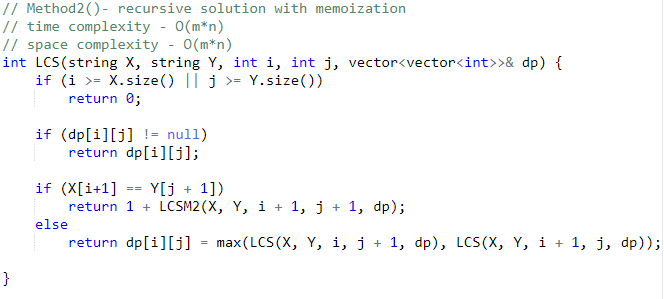 // Method2()- recursive solution with memoization
// time complexity - O(m*n)
// space complexity - O(m*n)
int LCS(string X, string Y, int i, int j, vector<vector<int>>& dp) {
    if (i >= X.size() || j >= Y.size())
        return 0;

    if (dp[i][j] != null)
        return dp[i][j];

    if (X[i+1] == Y[j + 1])
        return 1 + LCSM2(X, Y, i + 1, j + 1, dp);
    else
        return dp[i][j] = max(LCS(X, Y, i, j + 1, dp), LCS(X, Y, i + 1, j, dp));

}